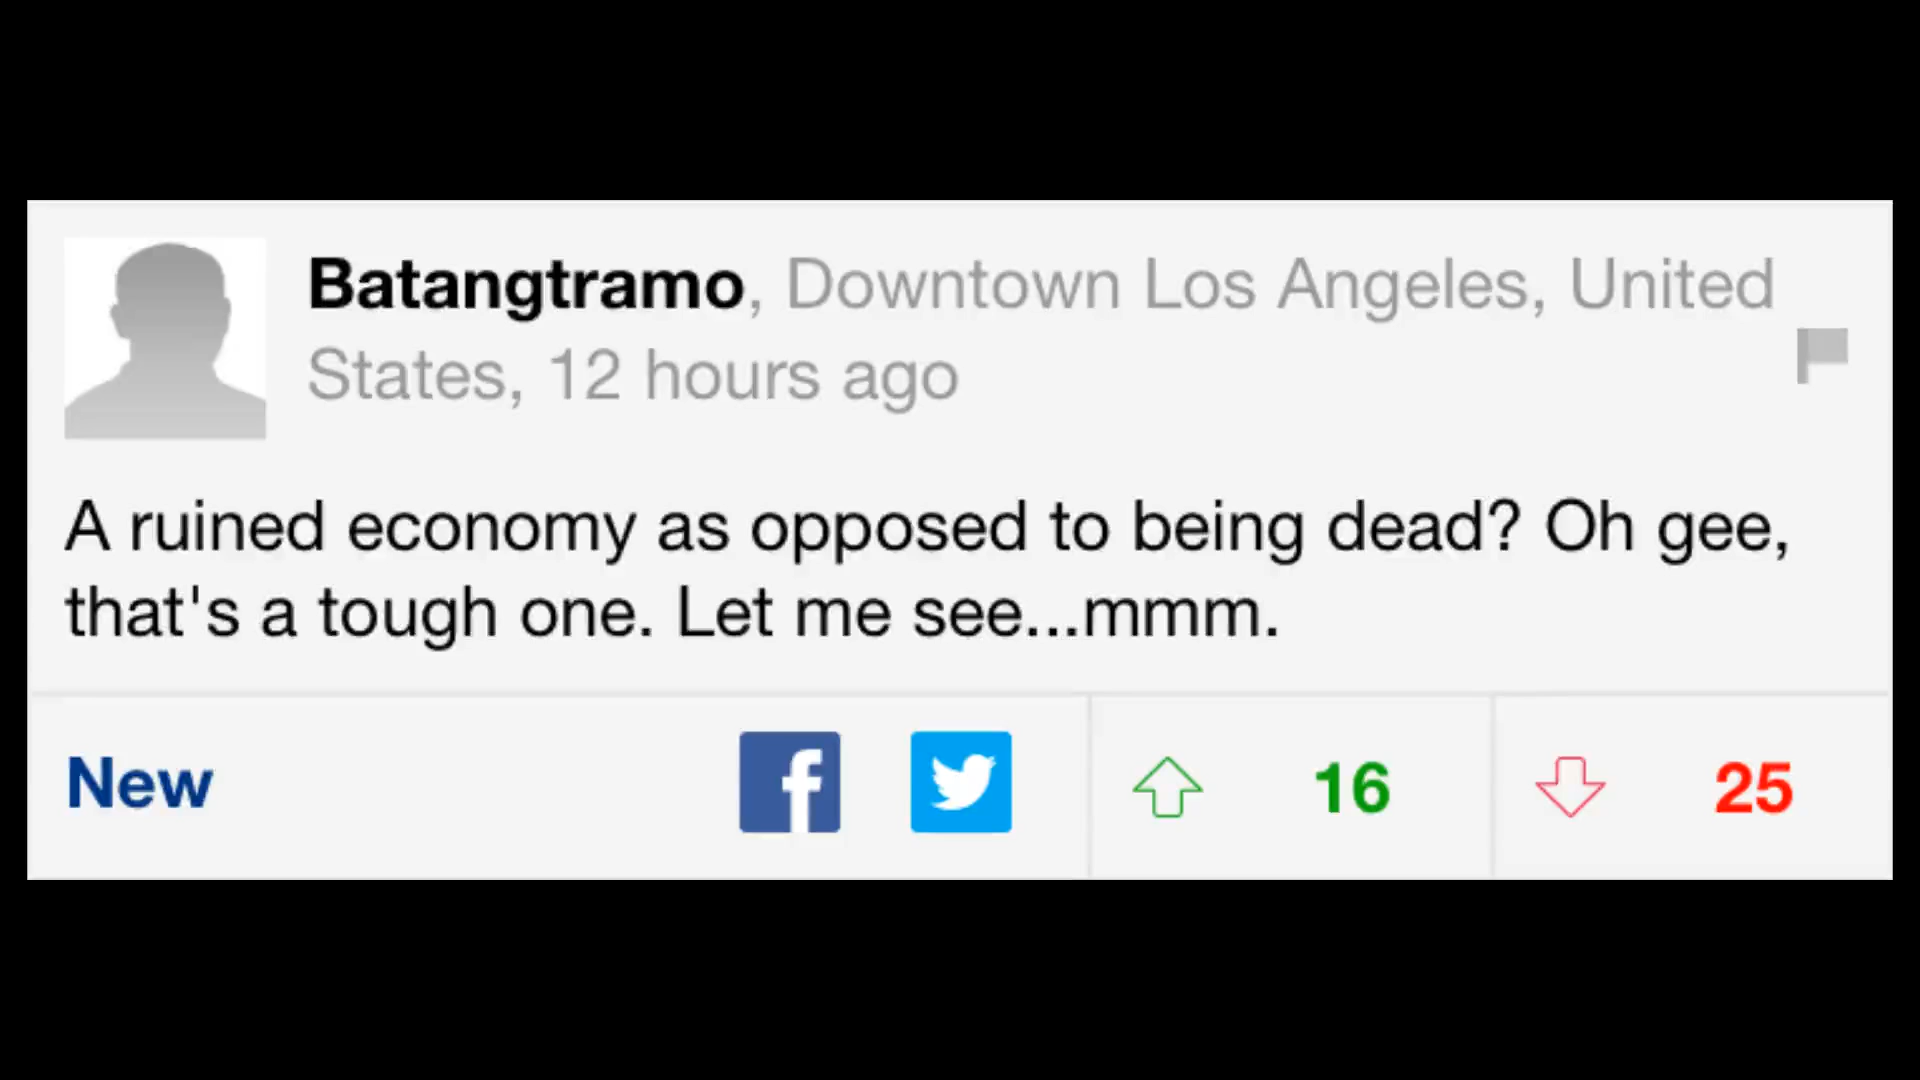 Batangtramo, Downtown Los Angeles, United
States, 12 hours ago
A ruined economy as opposed to being dead? Oh gee,
that's a tough one. Let me see...mmm.
New
16
25